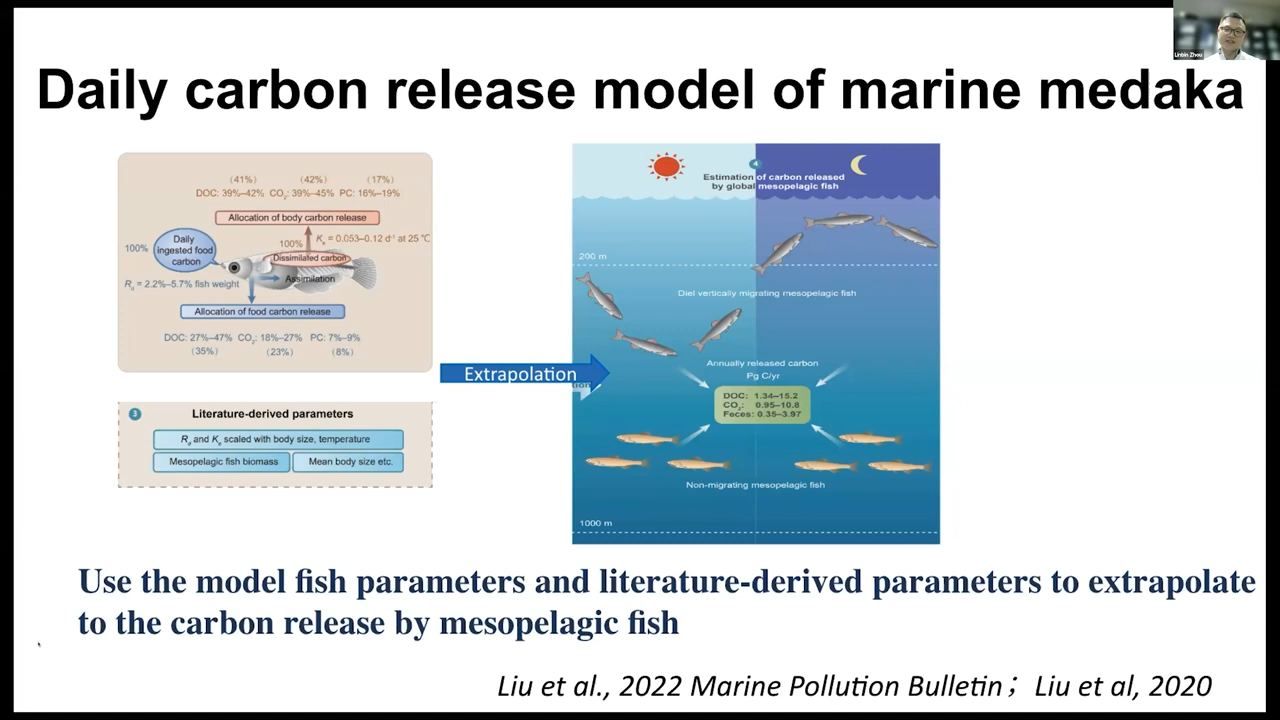 Linbin Zhou
Daily carbon release model of marine medaka
(41%) (42%) (17%)
DOC: 39%–42% CO2: 39%–45% PC: 16%–19%
Allocation of body carbon release
100% Ke = 0.053–0.12 d-1 at 25 ℃
100% Daily ingested food carbon
Dissimilated carbon
Assimilation
Rd = 2.2%–5.7% fish weight
Allocation of food carbon release
DOC: 27%–47% CO2: 18%–27% PC: 7%–9%
(35%) (23%) (8%)
3 Literature-derived parameters
Rd and Ke scaled with body size, temperature
Mesopelagic fish biomass Mean body size etc.
Extrapolation
4
Estimation of carbon released
by global mesopelagic fish
200 m
Diel vertically migrating mesopelagic fish
Annually released carbon
Pg C/yr
DOC: 1.34–15.2
CO2: 0.95–10.8
Feces: 0.35–3.97
Non-migrating mesopelagic fish
1000 m
Use the model fish parameters and literature-derived parameters to extrapolate
to the carbon release by mesopelagic fish
Liu et al., 2022 Marine Pollution Bulletin； Liu et al, 2020